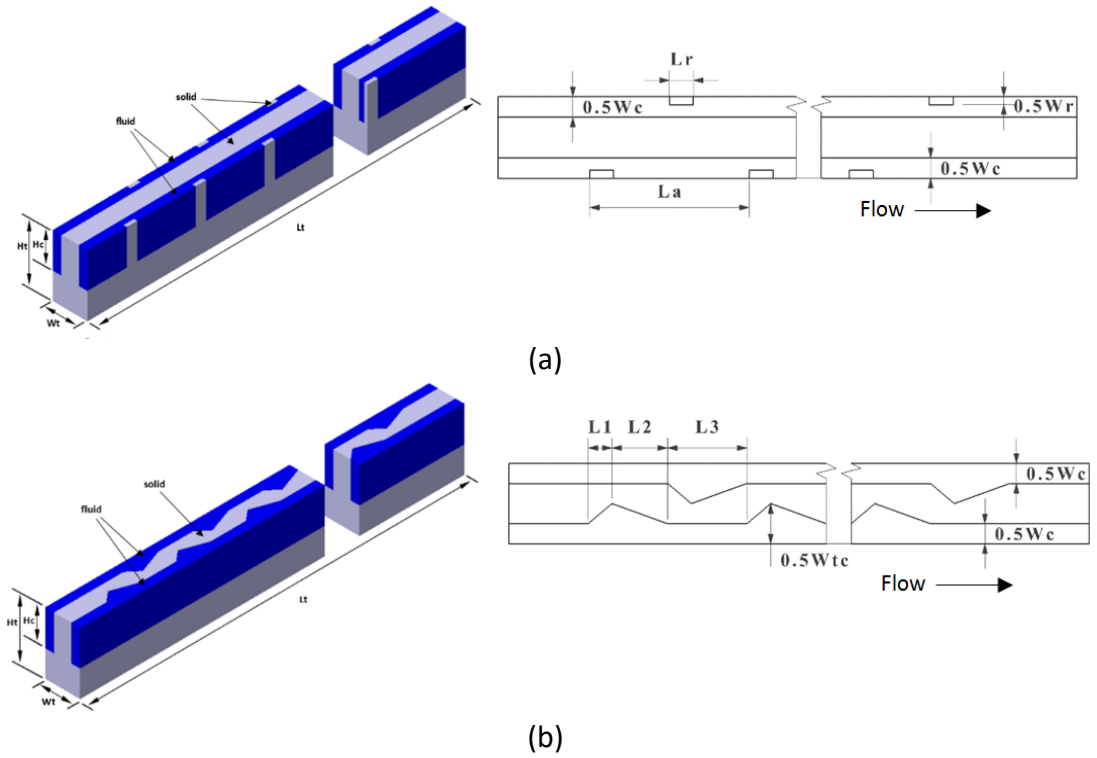 solid
fluid
Ht
Hc
Wt
Lt
Lr
0.5Wc
0.5Wr
0.5Wc
La
Flow
(a)
solid
fluid
Ht
Hc
Wt
Lt
L1 L2 L3
0.5Wc
0.5Wc
0.5Wtc
Flow
(b)